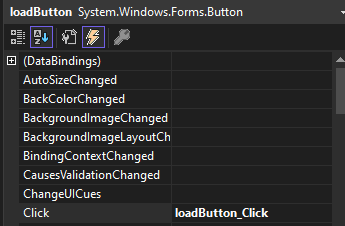 loadButton System.Windows.Forms.Button
(DataBindings)
AutoSizeChanged
BackColorChanged
BackgroundImageChanged
BackgroundImageLayoutCh
BindingContextChanged
CausesValidationChanged
ChangeUICues
Click loadButton_Click